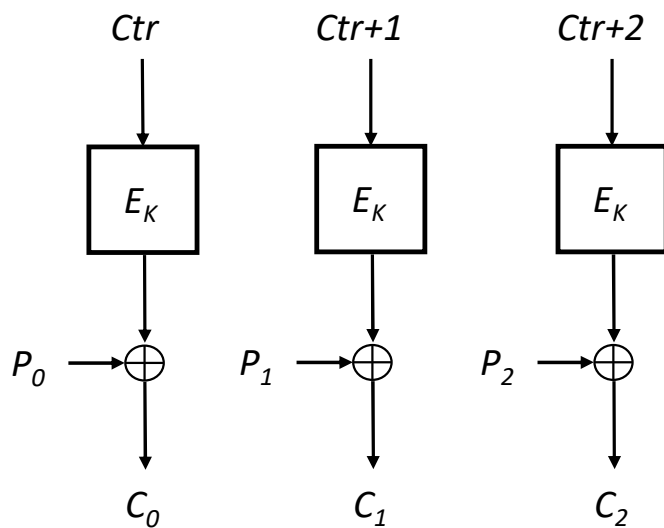 Ctr Ctr+1 Ctr+2
E_K E_K E_K
P_0 P_1 P_2
C_0 C_1 C_2